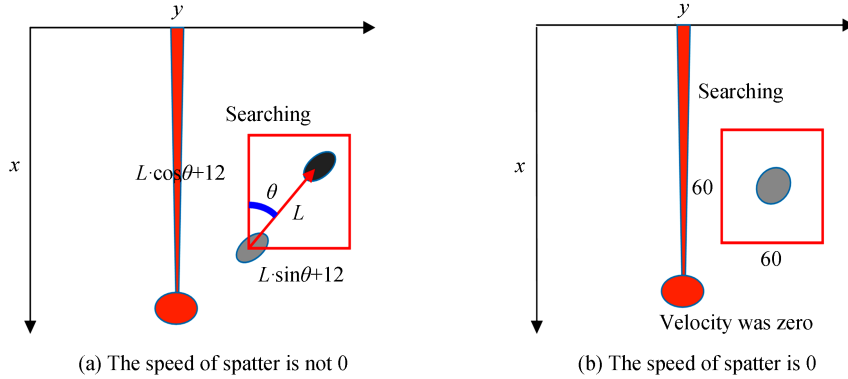 y
Searching
x
L·cosθ+12
θ
L
L·sinθ+12
(a) The speed of spatter is not 0
y
Searching
x
60
60
Velocity was zero
(b) The speed of spatter is 0